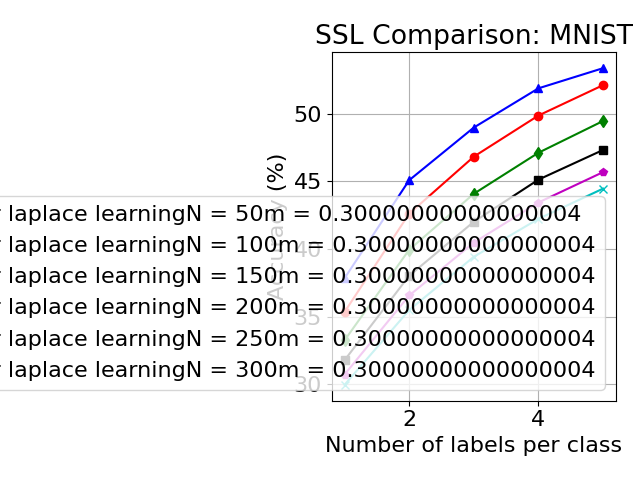 SSL Comparison: MNIST
50
45
40
35
30
Accuracy (%)
laplace learningN = 50m = 0.30000000000000004
laplace learningN = 100m = 0.30000000000000004
laplace learningN = 150m = 0.30000000000000004
laplace learningN = 200m = 0.30000000000000004
laplace learningN = 250m = 0.30000000000000004
laplace learningN = 300m = 0.30000000000000004
2 4
Number of labels per class